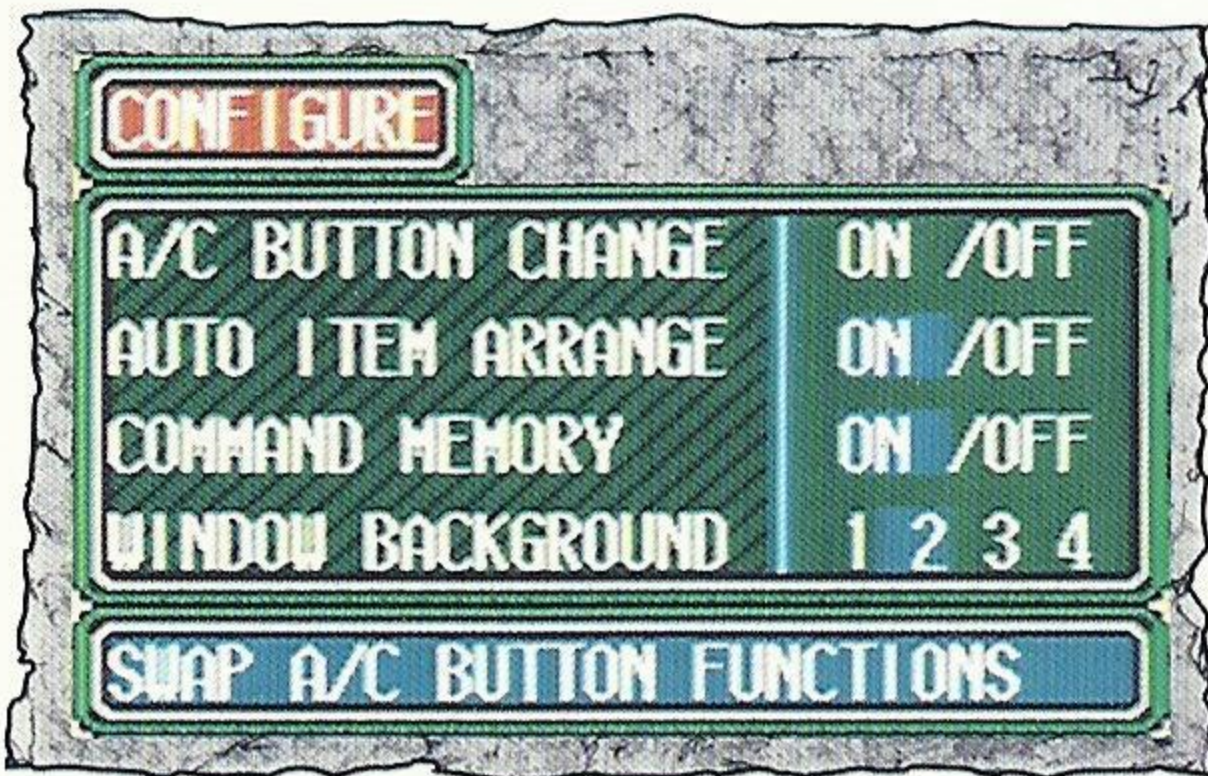 CONFIGURE
A/C BUTTON CHANGE ON /OFF
AUTO ITEM ARRANGE ON /OFF
COMMAND MEMORY ON /OFF
WINDOW BACKGROUND 1 2 3 4
SWAP A/C BUTTON FUNCTIONS